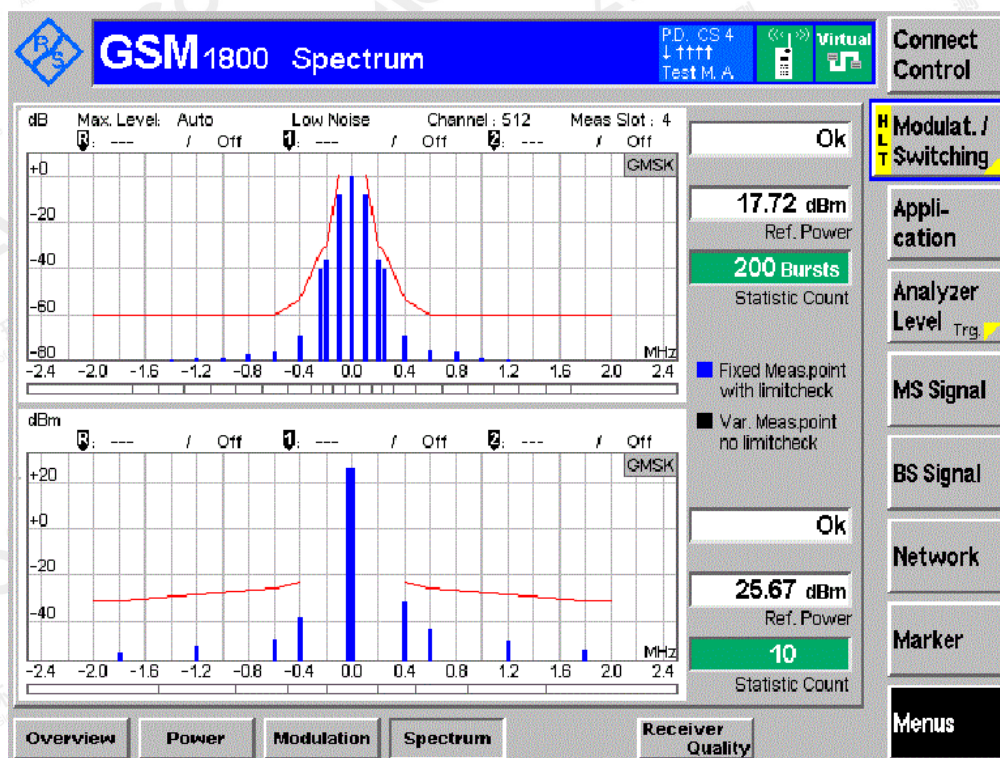 R/S
GSM 1800 Spectrum
P.D. CS 4
↓↑↑↑↑
Test M. A
Virtual
Connect Control
dB Max. Level: Auto Low Noise Channel : 512 Meas Slot : 4
R: --- / Off 1: --- / Off 2: --- / Off
GMSK
+0
-20
-40
-60
-80
MHz
-2.4 -2.0 -1.6 -1.2 -0.8 -0.4 0.0 0.4 0.8 1.2 1.6 2.0 2.4
Ok
17.72 dBm
Ref. Power
200 Bursts
Statistic Count
Fixed Meas.point
with limitcheck
Var. Meas.point
no limitcheck
dBm
R: --- / Off 1: --- / Off 2: --- / Off
GMSK
+20
+0
-20
-40
MHz
-2.4 -2.0 -1.6 -1.2 -0.8 -0.4 0.0 0.4 0.8 1.2 1.6 2.0 2.4
Ok
25.67 dBm
Ref. Power
10
Statistic Count
H L T
Modulat. /
Switching
Appli-
cation
Analyzer
Level Trg.
MS Signal
BS Signal
Network
Marker
Menus
Overview Power Modulation Spectrum Receiver
Quality